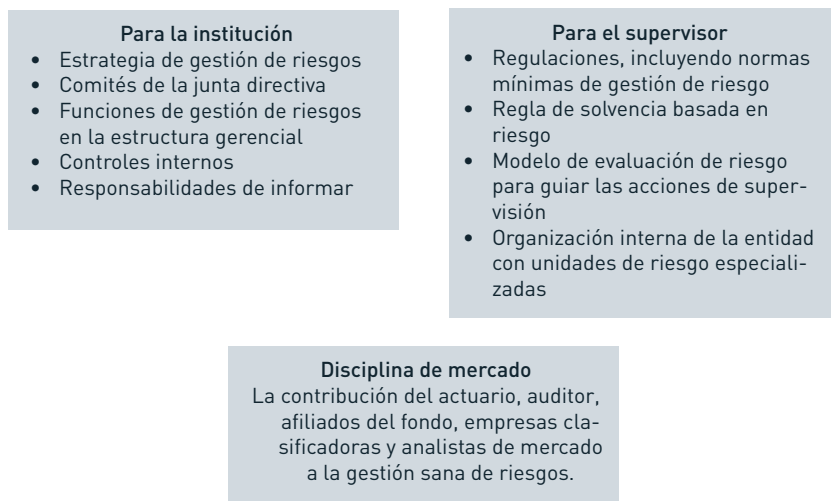 Para la institución
• Estrategia de gestión de riesgos
• Comités de la junta directiva
• Funciones de gestión de riesgos
en la estructura gerencial
• Controles internos
• Responsabilidades de informar
Para el supervisor
• Regulaciones, incluyendo normas
mínimas de gestión de riesgo
• Regla de solvencia basada en
riesgo
• Modelo de evaluación de riesgo
para guiar las acciones de super-
visión
• Organización interna de la entidad
con unidades de riesgo especiali-
zadas
Disciplina de mercado
La contribución del actuario, auditor,
afiliados del fondo, empresas cla-
sificadoras y analistas de mercado
a la gestión sana de riesgos.